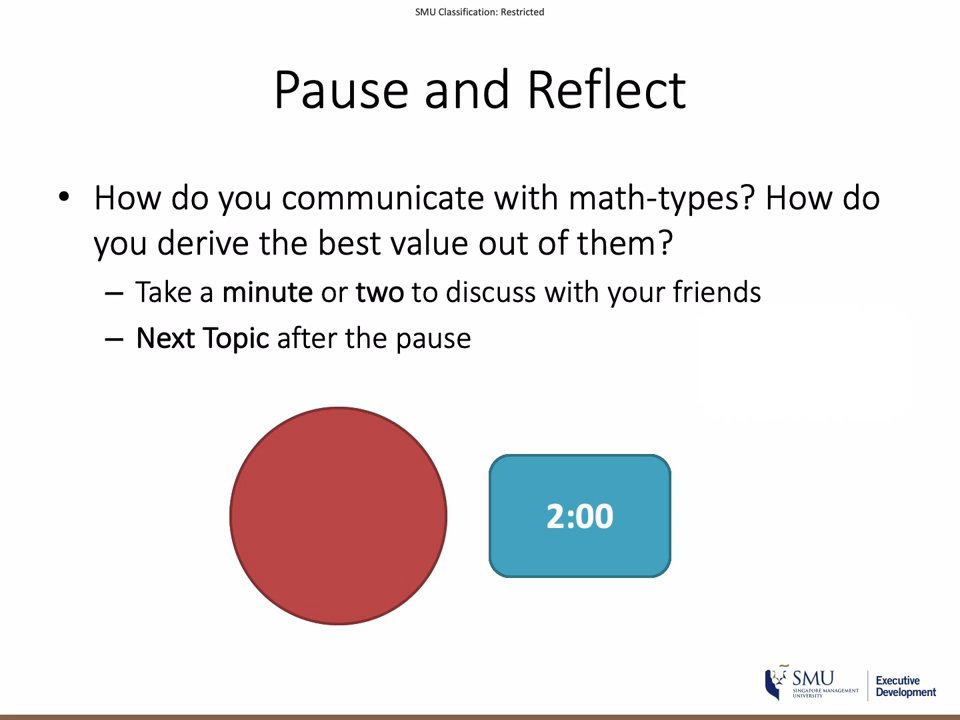 SMU Classification: Restricted
Pause and Reflect
• How do you communicate with math-types? How do
you derive the best value out of them?
– Take a minute or two to discuss with your friends
– Next Topic after the pause
2:00
SMU
SINGAPORE MANAGEMENT
UNIVERSITY
Executive
Development